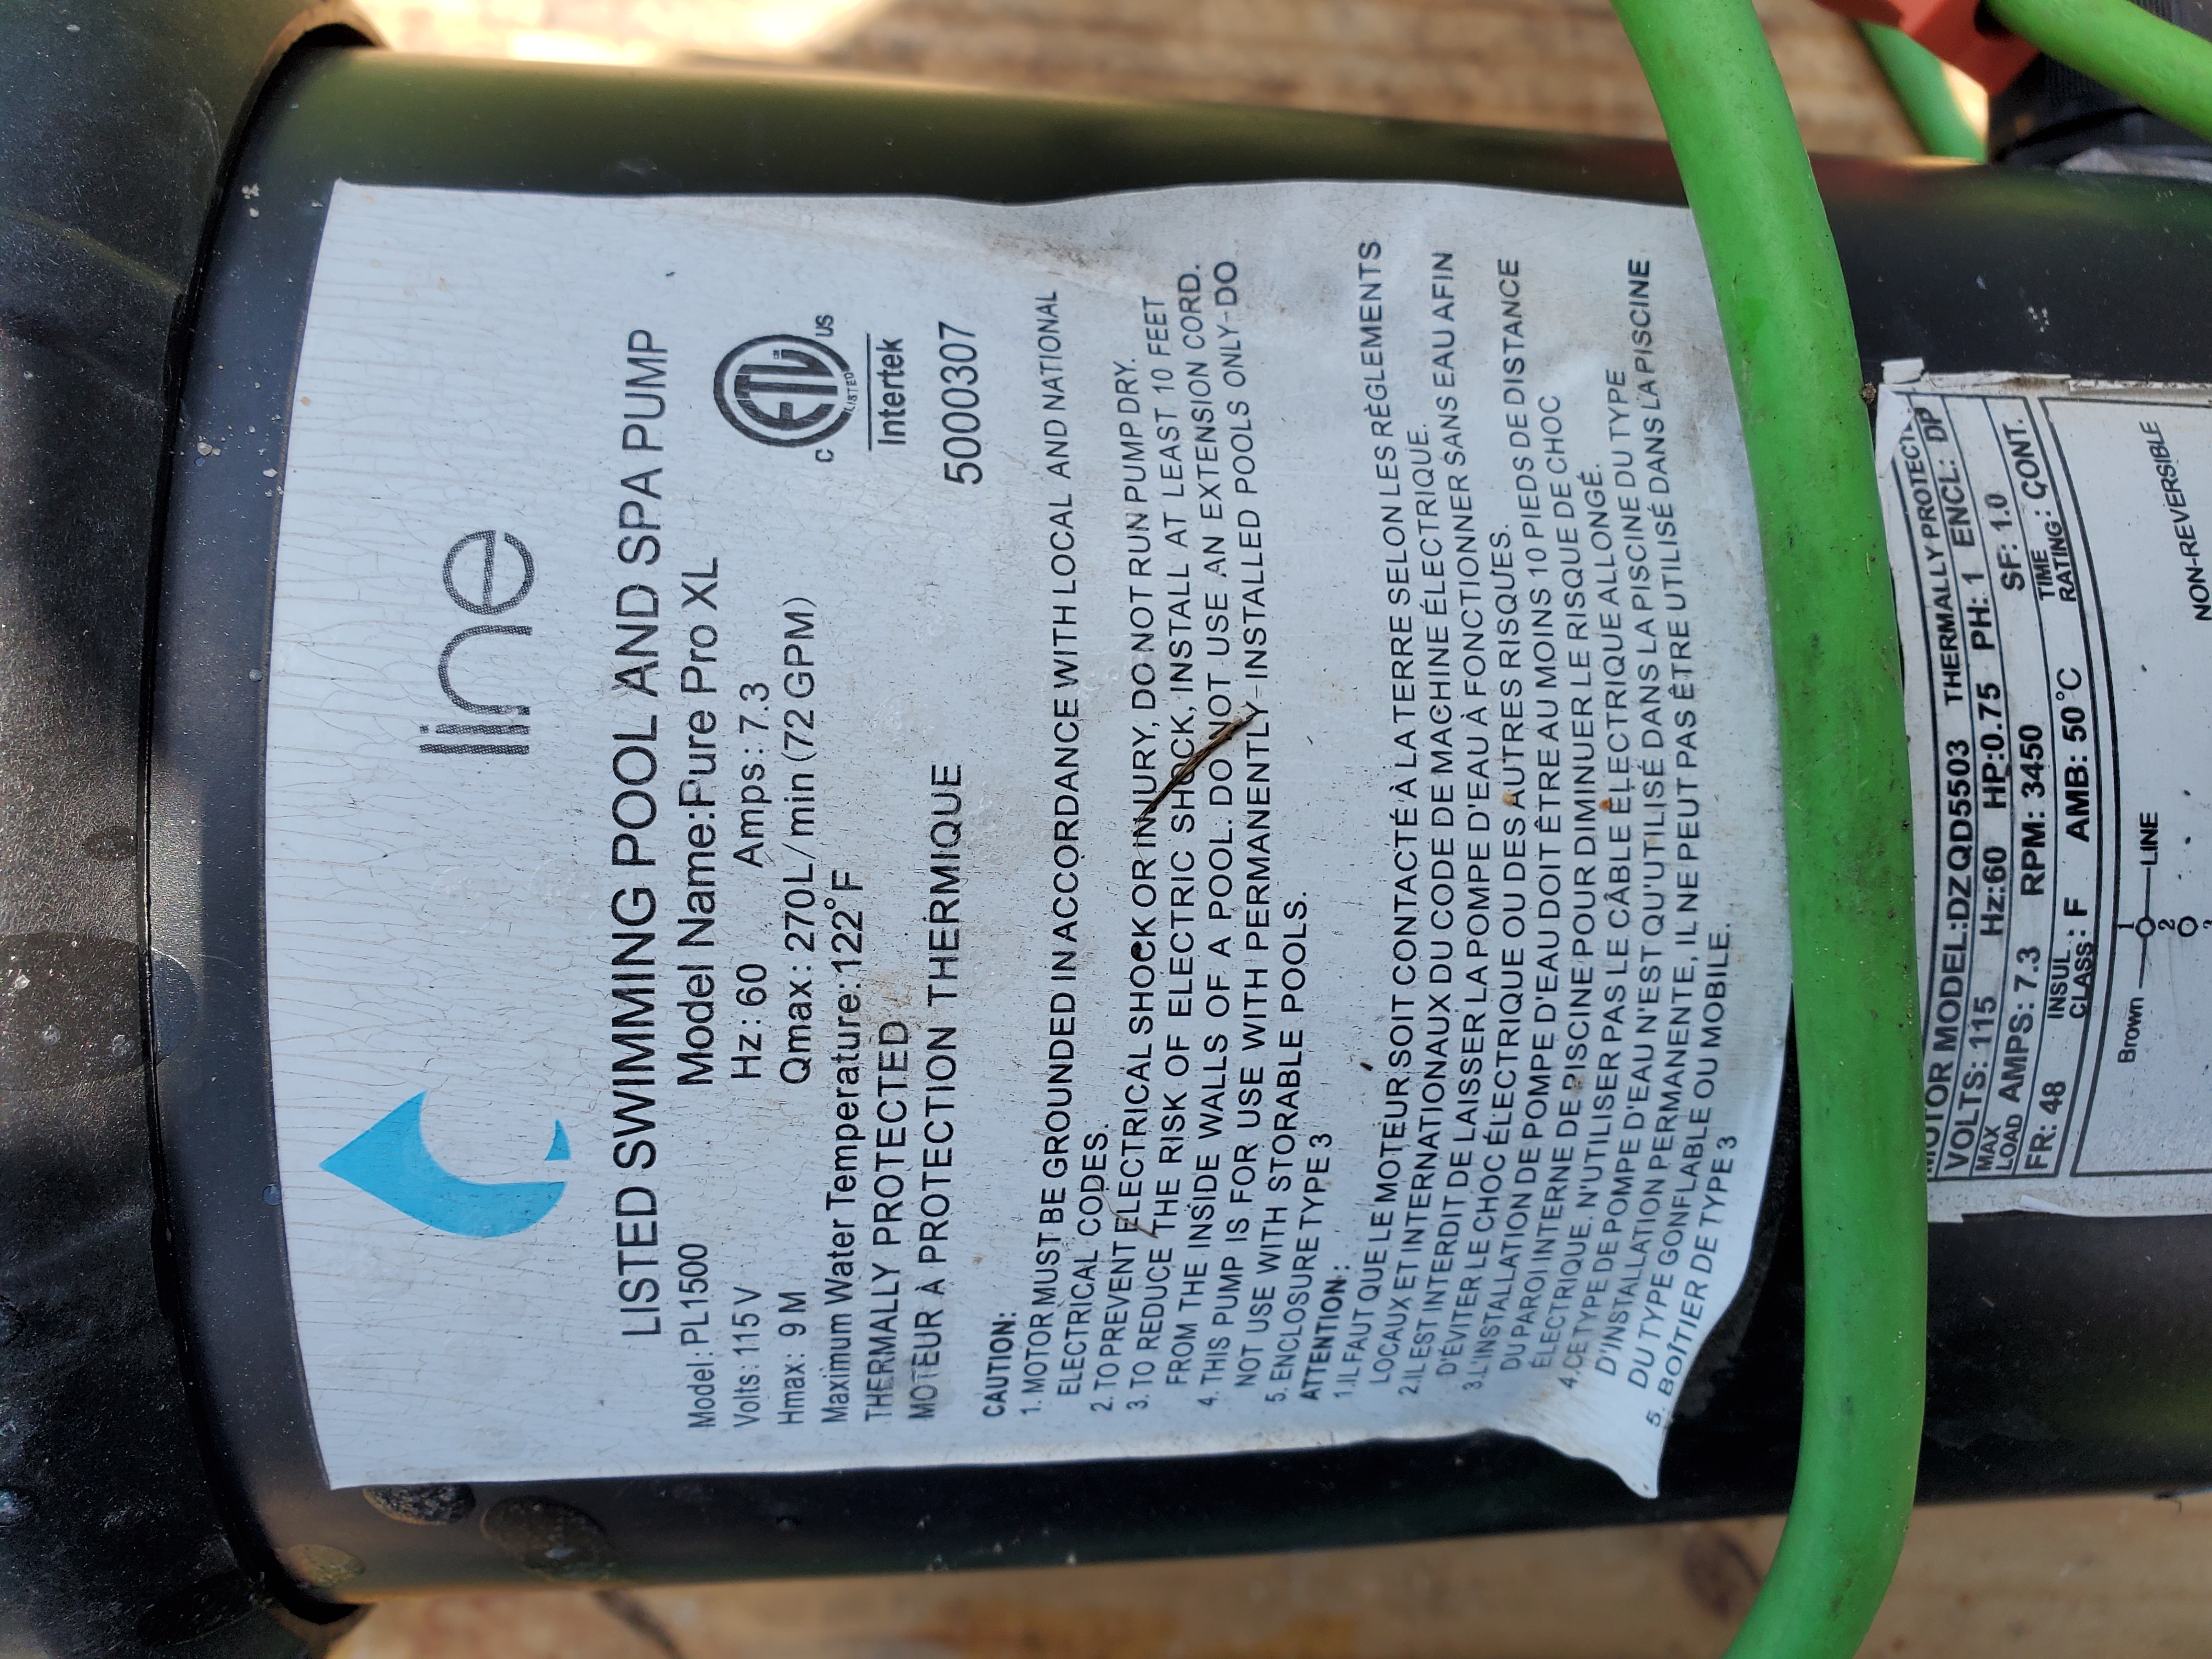 line
LISTED SWIMMING POOL AND SPA PUMP
Model: PL1500 Model Name:Pure Pro XL
Volts: 115V Hz: 60 Amps: 7.3
Hmax: 9 M Qmax: 270L/min (72 GPM)
Maximum Water Temperature: 122°F
THERMALLY PROTECTED
MOTEUR À PROTECTION THERMIQUE
ETL
LISTED
C US
Intertek
5000307
CAUTION:
1. MOTOR MUST BE GROUNDED IN ACCORDANCE WITH LOCAL AND NATIONAL
ELECTRICAL CODES.
2. TO PREVENT ELECTRICAL SHOCK OR INNURY, DO NOT RUN PUMP DRY.
3. TO REDUCE THE RISK OF ELECTRIC SHOCK, INSTALL AT LEAST 10 FEET
FROM THE INSIDE WALLS OF A POOL. DO NOT USE AN EXTENSION CORD.
4. THIS PUMP IS FOR USE WITH PERMANENTLY-INSTALLED POOLS ONLY-DO
NOT USE WITH STORABLE POOLS.
5. ENCLOSURE TYPE 3
ATTENTION:
1.IL FAUT QUE LE MOTEUR SOIT CONTACTÉ À LA TERRE SELON LES RÈGLEMENTS
LOCAUX ET INTERNATIONAUX DU CODE DE MACHINE ÉLECTRIQUE.
2.IL EST INTERDIT DE LAISSER LA POMPE D'EAU À FONCTIONNER SANS EAU AFIN
D'ÉVITER LE CHOC ÉLECTRIQUE OU DES AUTRES RISQUES.
3.L'INSTALLATION DE POMPE D'EAU DOIT ÊTRE AU MOINS 10 PIEDS DE DISTANCE
DU PAROI INTERNE DE PISCINE POUR DIMINUER LE RISQUE DE CHOC
ÉLECTRIQUE. N'UTILISER PAS LE CÂBLE ÉLECTRIQUE ALLONGÉ.
4.CE TYPE DE POMPE D'EAU N'EST QU'UTILISÉ DANS LA PISCINE DU TYPE
D'INSTALLATION PERMANENTE, IL NE PEUT PAS ÊTRE UTILISÉ DANS LA PISCINE
DU TYPE GONFLABLE OU MOBILE.
5. BOÎTIER DE TYPE 3
MOTOR MODEL:DZQD5503 THERMALLY PROTECT
VOLTS: 115 Hz:60 HP:0.75 PH: 1 ENCL: DP
MAX LOAD AMPS: 7.3 RPM: 3450 SF: 1.0
FR: 48 INSUL CLASS: F AMB: 50°C TIME RATING: CONT.
Brown 1 LINE
2
NON-REVERSIBLE